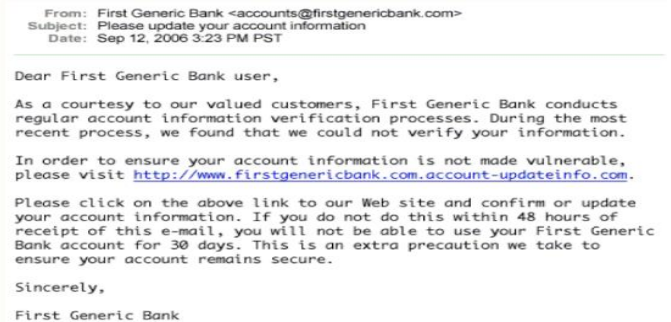 From: First Generic Bank <accounts@firstgenericbank.com>
Subject: Please update your account information
Date: Sep 12, 2006 3:23 PM PST
Dear First Generic Bank user,
As a courtesy to our valued customers, First Generic Bank conducts
regular account information verification processes. During the most
recent process, we found that we could not verify your information.
In order to ensure your account information is not made vulnerable,
please visit http://www.firstgenericbank.com.account-updateinfo.com.
Please click on the above link to our Web site and confirm or update
your account information. If you do not do this within 48 hours of
receipt of this e-mail, you will not be able to use your First Generic
Bank account for 30 days. This is an extra precaution we take to
ensure your account remains secure.
Sincerely,
First Generic Bank